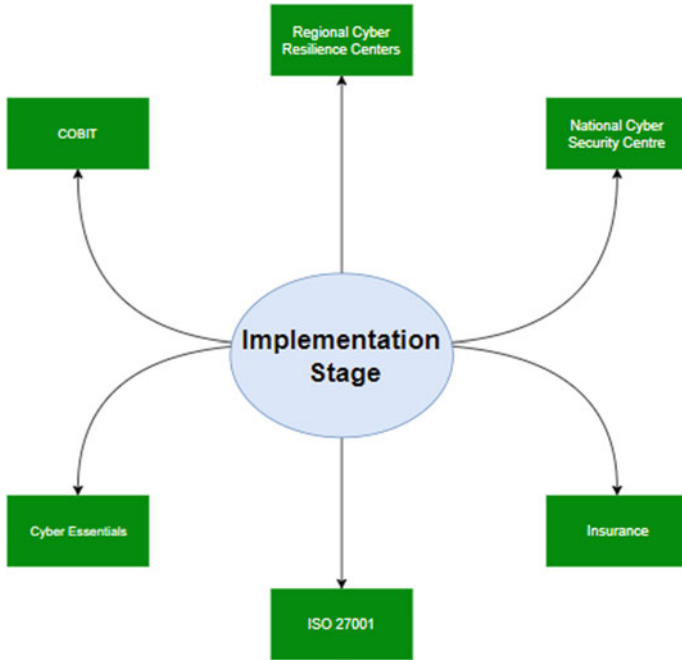 Regional Cyber
Resilience Centers
COBIT
National Cyber
Security Centre
Implementation
Stage
Cyber Essentials
Insurance
ISO 27001